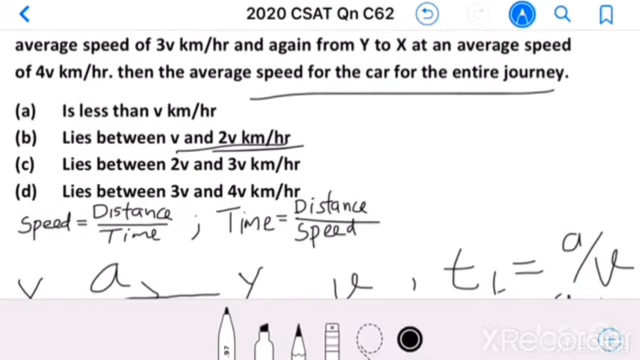 2020 CSAT Qn C62
average speed of 3v km/hr and again from Y to X at an average speed
of 4v km/hr. then the average speed for the car for the entire journey.
(a) Is less than v km/hr
(b) Lies between v and 2v km/hr
(c) Lies between 2v and 3v km/hr
(d) Lies between 3v and 4v km/hr
Speed = Distance/Time ; Time = Distance/Speed
a Y v , t₁ = a/v
.97
XRecorder